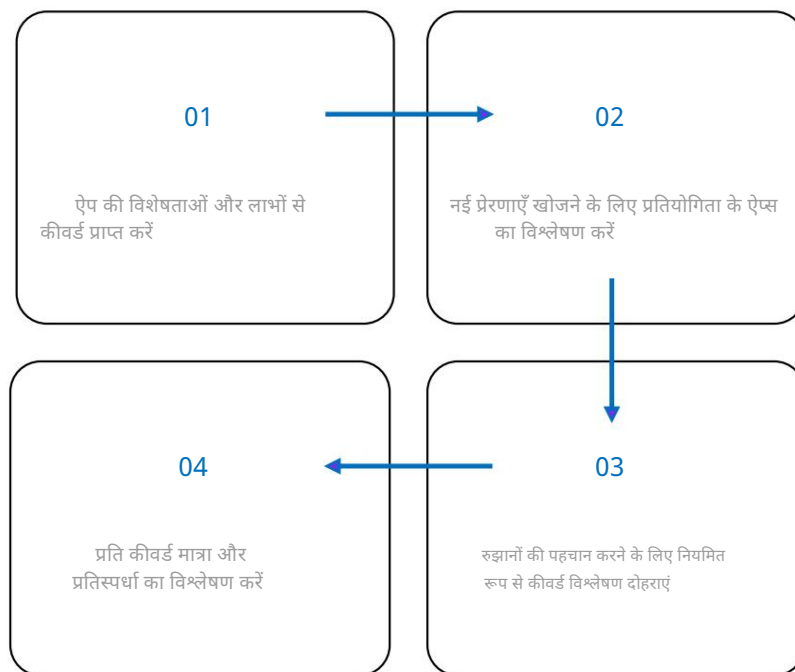 01
ऐप की विशेषताओं और लाभों से
कीवर्ड प्राप्त करें
02
नई प्रेरणाएँ खोजने के लिए प्रतियोगिता के ऐप्स
का विश्लेषण करें
03
रुझानों की पहचान करने के लिए नियमित
रूप से कीवर्ड विश्लेषण दोहराएं
04
प्रति कीवर्ड मात्रा और
प्रतिस्पर्धा का विश्लेषण करें